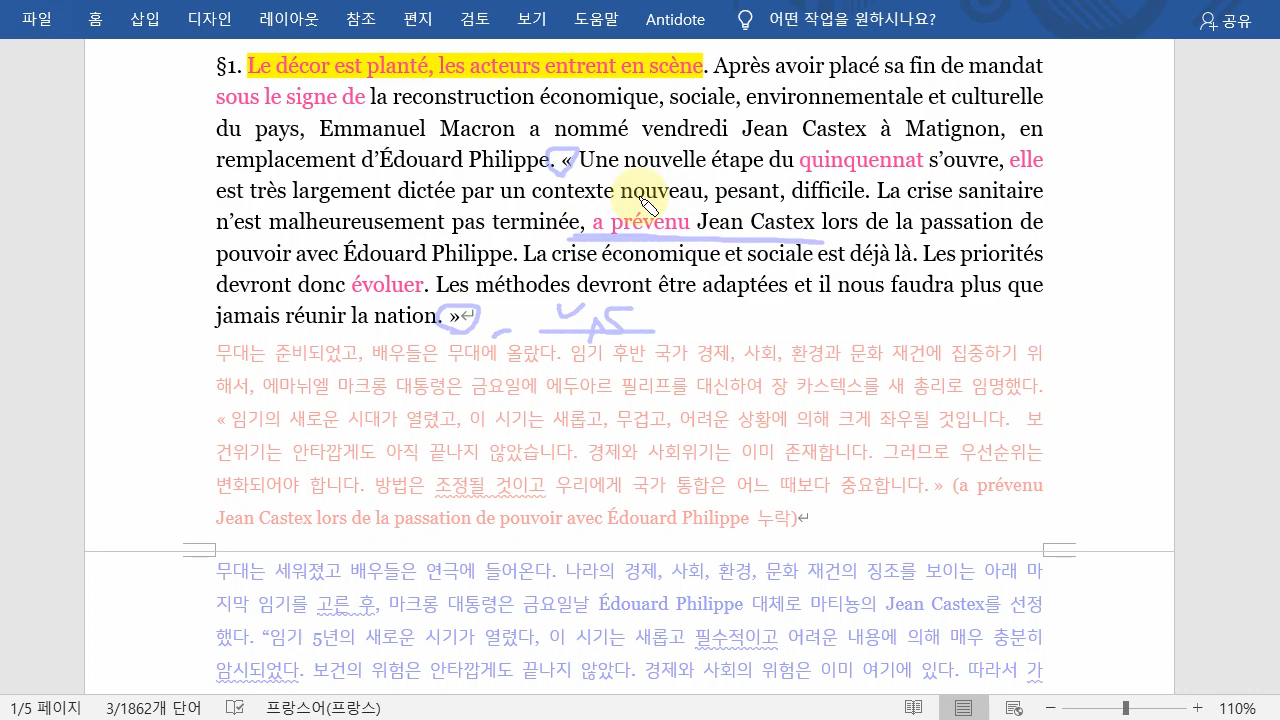 파일 홈 삽입 디자인 레이아웃 참조 편지 검토 보기 도움말 Antidote 어떤 작업을 원하시나요? 공유
§1. Le décor est planté, les acteurs entrent en scène. Après avoir placé sa fin de mandat
sous le signe de la reconstruction économique, sociale, environnementale et culturelle
du pays, Emmanuel Macron a nommé vendredi Jean Castex à Matignon, en
remplacement d’Édouard Philippe. « Une nouvelle étape du quinquennat s’ouvre, elle
est très largement dictée par un contexte nouveau, pesant, difficile. La crise sanitaire
n’est malheureusement pas terminée, a prévenu Jean Castex lors de la passation de
pouvoir avec Édouard Philippe. La crise économique et sociale est déjà là. Les priorités
devront donc évoluer. Les méthodes devront être adaptées et il nous faudra plus que
jamais réunir la nation. »
무대는 준비되었고, 배우들은 무대에 올랐다. 임기 후반 국가 경제, 사회, 환경과 문화 재건에 집중하기 위
해서, 에마뉘엘 마크롱 대통령은 금요일에 에두아르 필리프를 대신하여 장 카스텍스를 새 총리로 임명했다.
« 임기의 새로운 시대가 열렸고, 이 시기는 새롭고, 무겁고, 어려운 상황에 의해 크게 좌우될 것입니다. 보
건위기는 안타깝게도 아직 끝나지 않았습니다. 경제와 사회위기는 이미 존재합니다. 그러므로 우선순위는
변화되어야 합니다. 방법은 조정될 것이고 우리에게 국가 통합은 어느 때보다 중요합니다. » (a prévenu
Jean Castex lors de la passation de pouvoir avec Édouard Philippe 누락)
무대는 세워졌고 배우들은 연극에 들어온다. 나라의 경제, 사회, 환경, 문화 재건의 징조를 보이는 아래 마
지막 임기를 고른 후, 마크롱 대통령은 금요일날 Édouard Philippe 대체로 마티뇽의 Jean Castex를 선정
했다. “임기 5년의 새로운 시기가 열렸다, 이 시기는 새롭고 필수적이고 어려운 내용에 의해 매우 충분히
암시되었다. 보건의 위험은 안타깝게도 끝나지 않았다. 경제와 사회의 위험은 이미 여기에 있다. 따라서 가
1/5 페이지 3/1862개 단어 프랑스어(프랑스) 110%